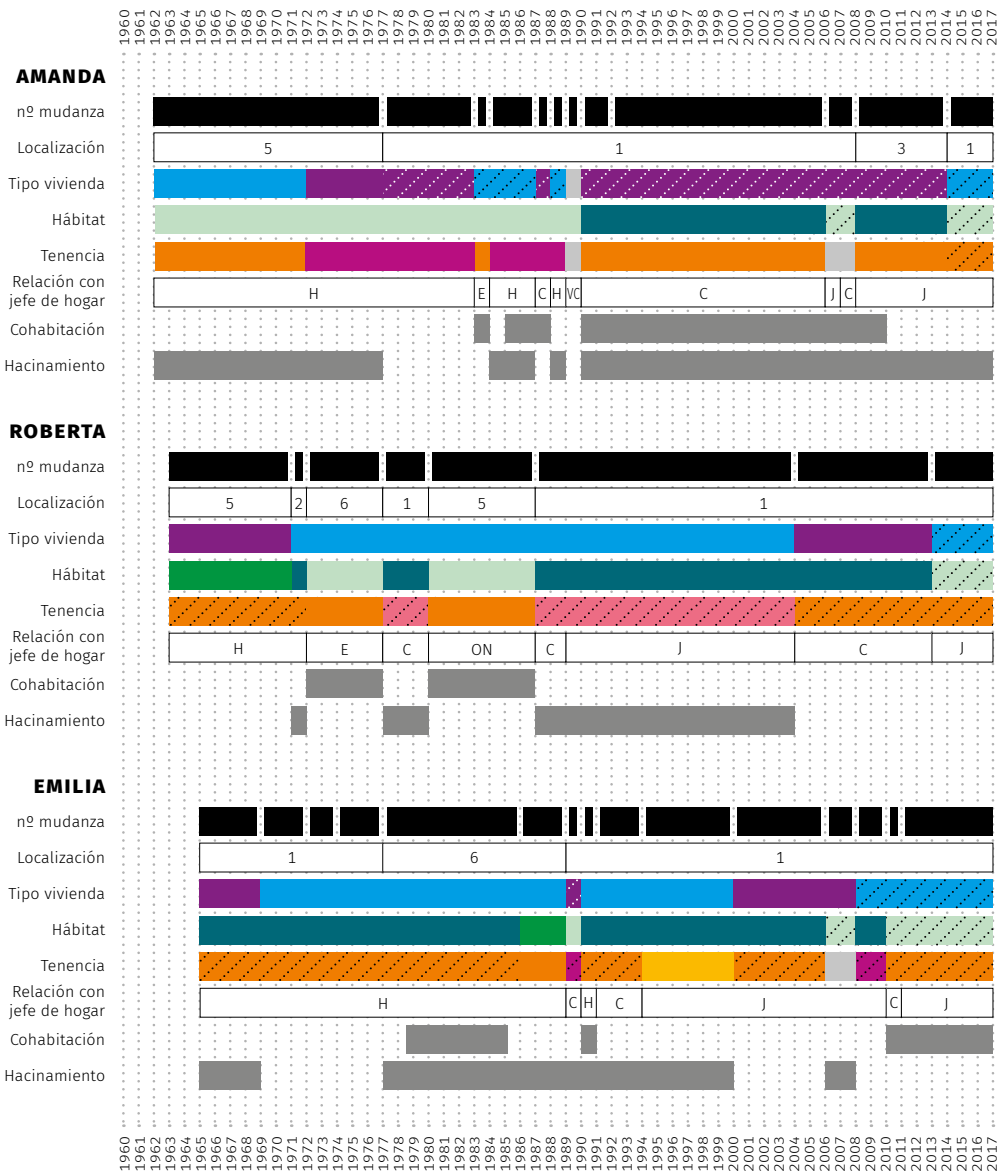 1960 1961 1962 1963 1964 1965 1966 1967 1968 1969 1970 1971 1972 1973 1974 1975 1976 1977 1978 1979 1980 1981 1982 1983 1984 1985 1986 1987 1988 1989 1990 1991 1992 1993 1994 1995 1996 1997 1998 1999 2000 2001 2002 2003 2004 2005 2006 2007 2008 2009 2010 2011 2012 2013 2014 2015 2016 2017
AMANDA
nº mudanza
Localización 5 1 3 1
Tipo vivienda
Hábitat
Tenencia
Relación con
jefe de hogar H E H C H VC C J C J
Cohabitación
Hacinamiento
ROBERTA
nº mudanza
Localización 5 2 6 1 5 1
Tipo vivienda
Hábitat
Tenencia
Relación con
jefe de hogar H E C ON C J C J
Cohabitación
Hacinamiento
EMILIA
nº mudanza
Localización 1 6 1
Tipo vivienda
Hábitat
Tenencia
Relación con
jefe de hogar H C H C J C J
Cohabitación
Hacinamiento
1960 1961 1962 1963 1964 1965 1966 1967 1968 1969 1970 1971 1972 1973 1974 1975 1976 1977 1978 1979 1980 1981 1982 1983 1984 1985 1986 1987 1988 1989 1990 1991 1992 1993 1994 1995 1996 1997 1998 1999 2000 2001 2002 2003 2004 2005 2006 2007 2008 2009 2010 2011 2012 2013 2014 2015 2016 2017